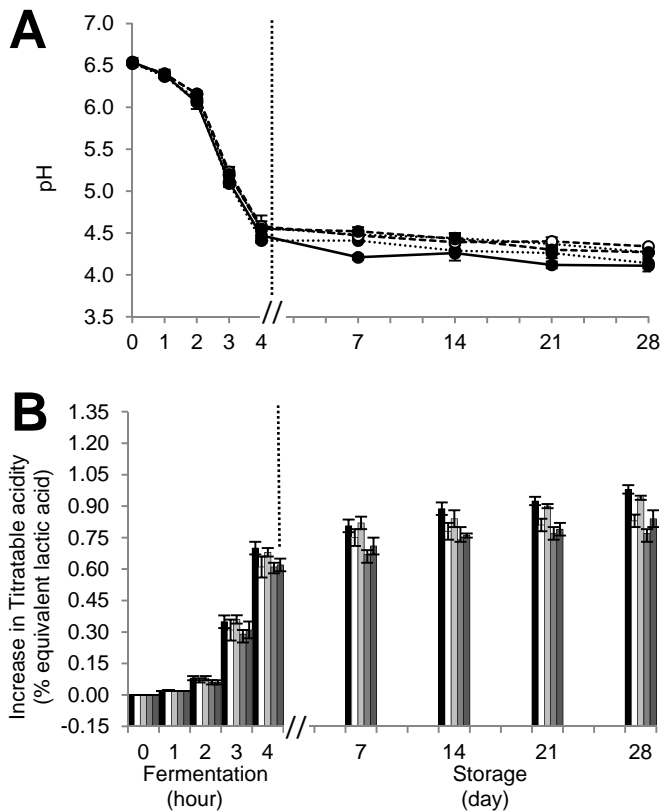 A
7.0
6.5
6.0
5.5
5.0
4.5
4.0
3.5
pH
0 1 2 3 4 // 7 14 21 28
B
1.35
1.20
1.05
0.90
0.75
0.60
0.45
0.30
0.15
0.00
-0.15
Increase in Titratable acidity
(% equivalent lactic acid)
0 1 2 3 4 // 7 14 21 28
Fermentation Storage
(hour) (day)